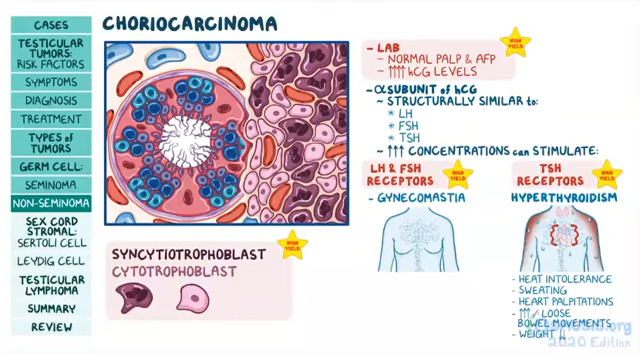 CASES
TESTICULAR
TUMORS:
RISK FACTORS
SYMPTOMS
DIAGNOSIS
TREATMENT
TYPES of
TUMORS
GERM CELL:
SEMINOMA
NON-SEMINOMA
SEX CORD
STROMAL:
SERTOLI CELL
LEYDIG CELL
TESTICULAR
LYMPHOMA
SUMMARY
REVIEW
CHORIOCARCINOMA
SYNCYTIOTROPHOBLAST
CYTOTROPHOBLAST
HIGH
YIELD
- LAB
~ NORMAL PALP & AFP
~ ↑↑↑↑ hCG LEVELS
HIGH
YIELD
- α SUBUNIT of hCG
~ STRUCTURALLY SIMILAR to:
* LH
* FSH
* TSH
~ ↑↑↑ CONCENTRATIONS can STIMULATE:
LH & FSH
RECEPTORS
HIGH
YIELD
- GYNECOMASTIA
TSH
RECEPTORS
HIGH
YIELD
HYPERTHYROIDISM
- HEAT INTOLERANCE
- SWEATING
- HEART PALPITATIONS
- ↑↑↑ LOOSE
BOWEL MOVEMENTS
- WEIGHT ↓↓
osmosis.org
2020 Edition